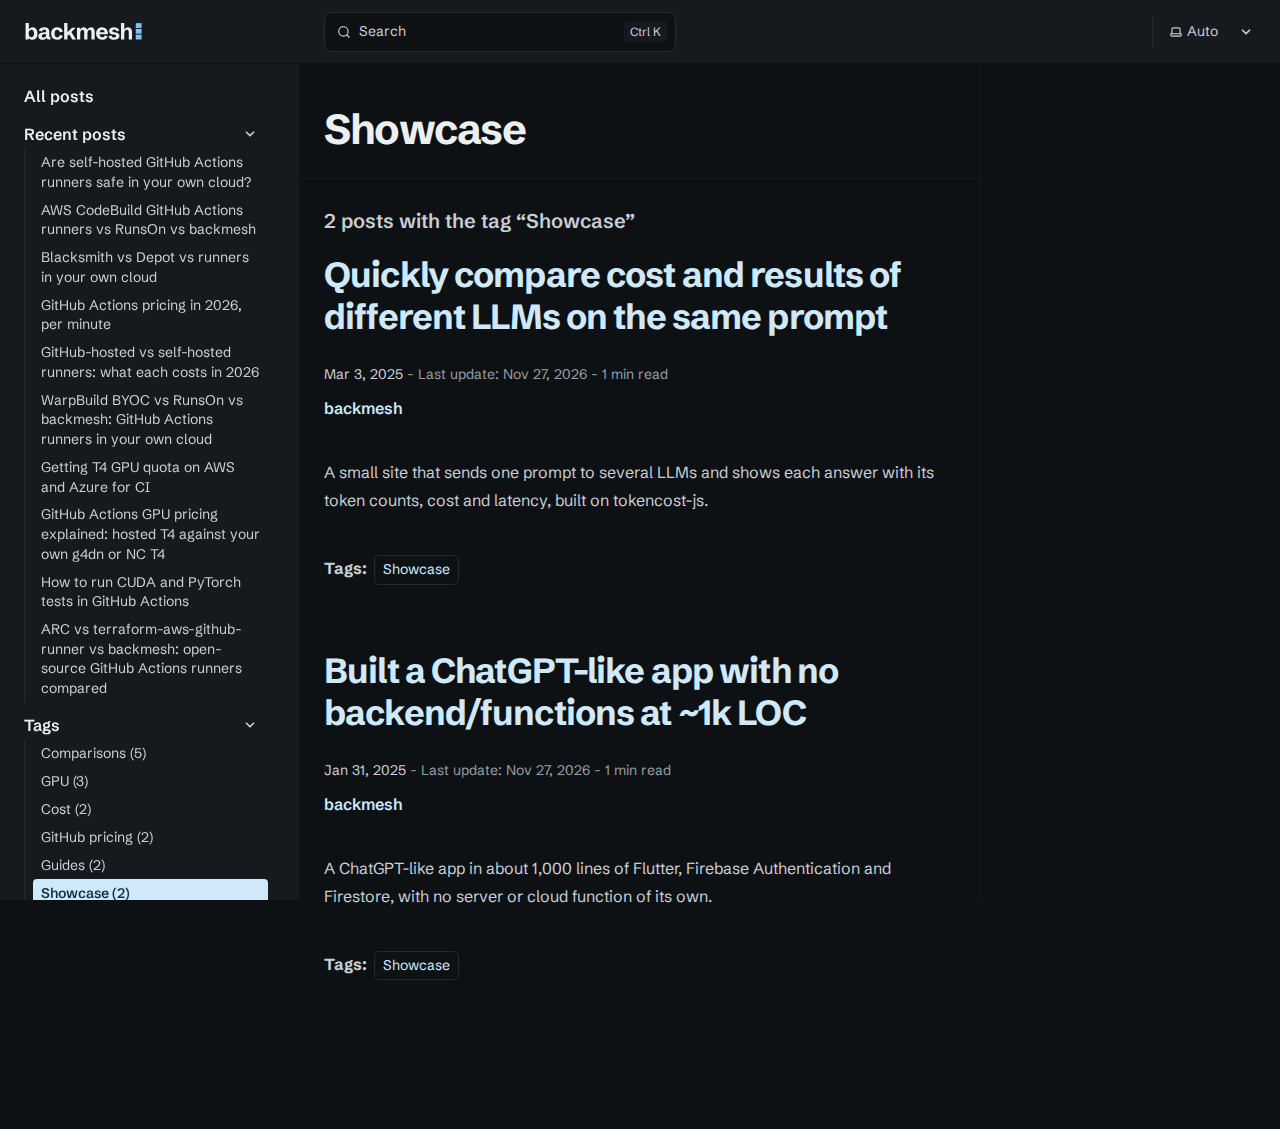 backmesh
Search
Ctrl K
Auto
All posts
Recent posts
Are self-hosted GitHub Actions
runners safe in your own cloud?
AWS CodeBuild GitHub Actions
runners vs RunsOn vs backmesh
Blacksmith vs Depot vs runners
in your own cloud
GitHub Actions pricing in 2026,
per minute
GitHub-hosted vs self-hosted
runners: what each costs in 2026
WarpBuild BYOC vs RunsOn vs
backmesh: GitHub Actions
runners in your own cloud
Getting T4 GPU quota on AWS
and Azure for CI
GitHub Actions GPU pricing
explained: hosted T4 against your
own g4dn or NC T4
How to run CUDA and PyTorch
tests in GitHub Actions
ARC vs terraform-aws-github-
runner vs backmesh: open-
source GitHub Actions runners
compared
Tags
Comparisons (5)
GPU (3)
Cost (2)
GitHub pricing (2)
Guides (2)
Showcase (2)
Showcase
2 posts with the tag “Showcase”
Quickly compare cost and results of
different LLMs on the same prompt
Mar 3, 2025 - Last update: Nov 27, 2026 - 1 min read
backmesh
A small site that sends one prompt to several LLMs and shows each answer with its
token counts, cost and latency, built on tokencost-js.
Tags: Showcase
Built a ChatGPT-like app with no
backend/functions at ~1k LOC
Jan 31, 2025 - Last update: Nov 27, 2026 - 1 min read
backmesh
A ChatGPT-like app in about 1,000 lines of Flutter, Firebase Authentication and
Firestore, with no server or cloud function of its own.
Tags: Showcase